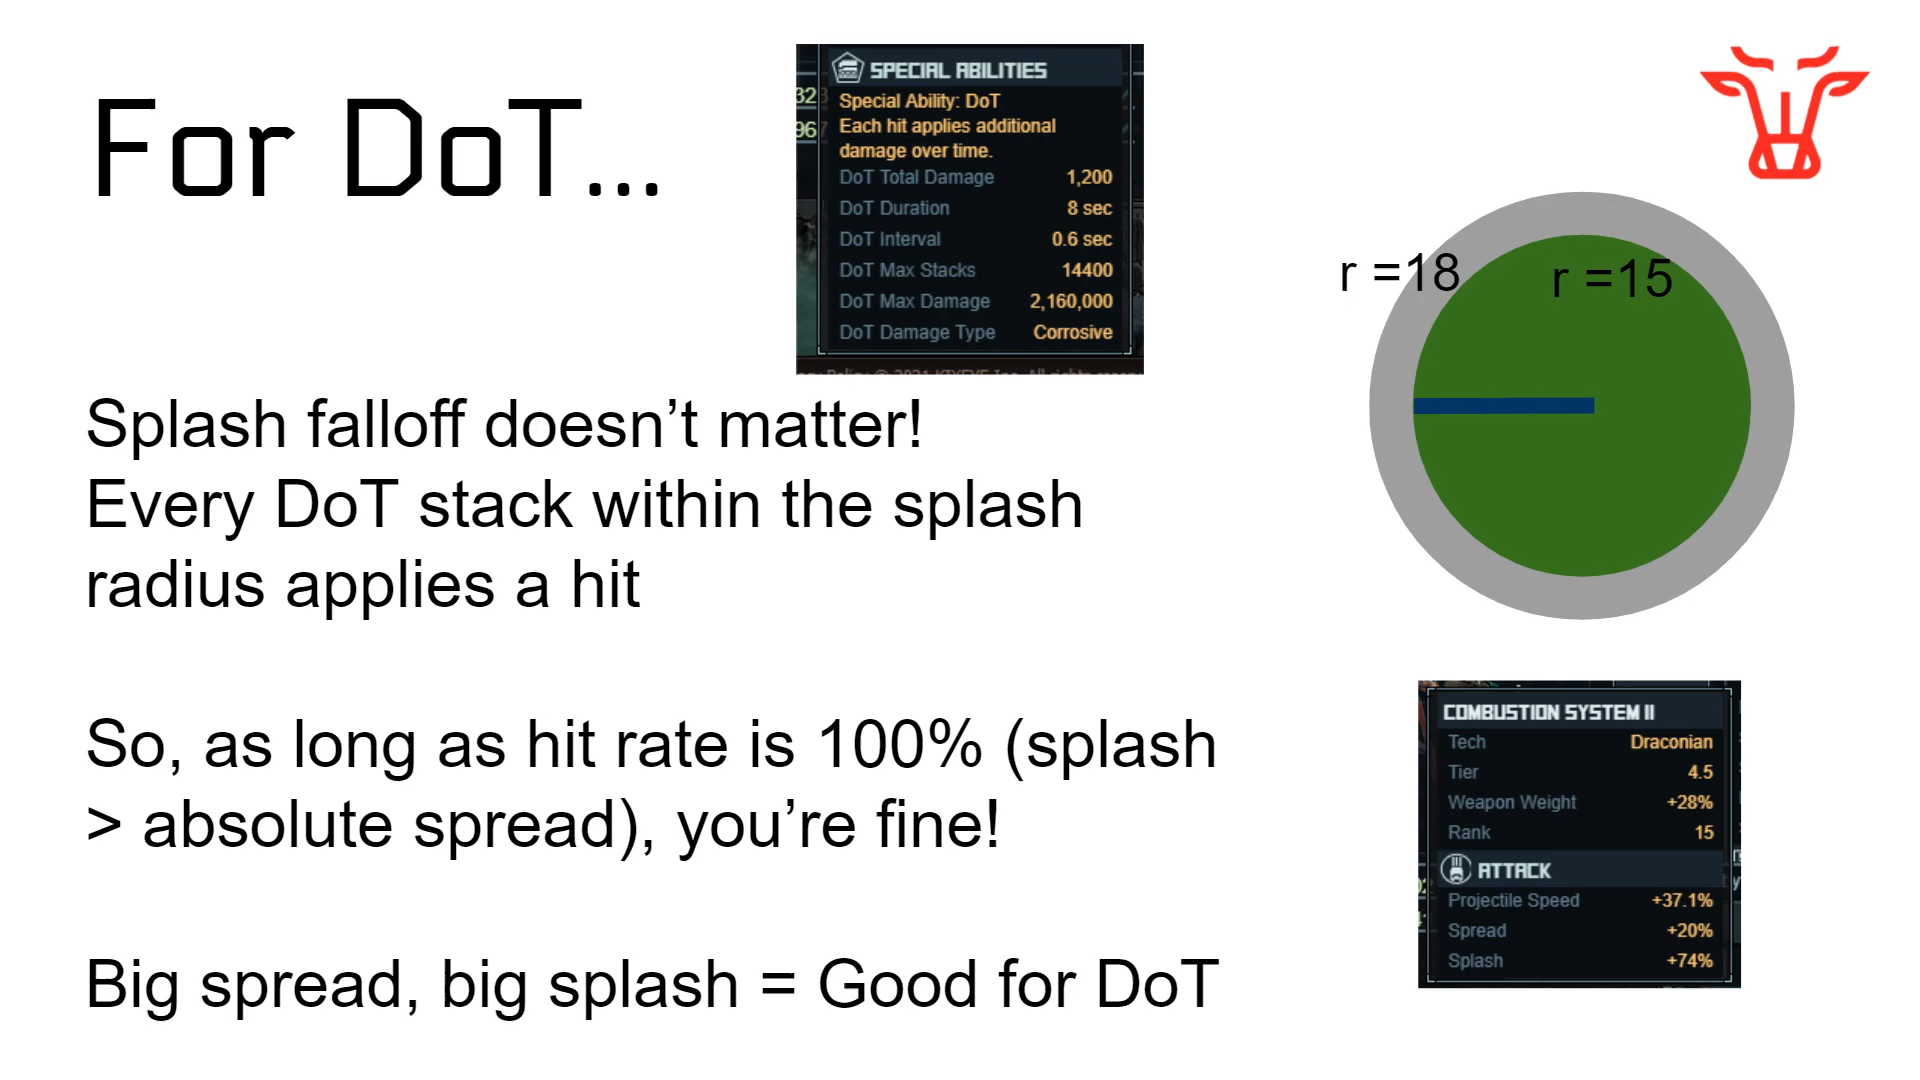 For DoT...
SPECIAL ABILITIES
Special Ability: DoT
Each hit applies additional
damage over time.
DoT Total Damage 1,200
DoT Duration 8 sec
DoT Interval 0.6 sec
DoT Max Stacks 14400
DoT Max Damage 2,160,000
DoT Damage Type Corrosive
r =18
r =15
Splash falloff doesn’t matter!
Every DoT stack within the splash
radius applies a hit
So, as long as hit rate is 100% (splash
> absolute spread), you’re fine!
Big spread, big splash = Good for DoT
COMBUSTION SYSTEM II
Tech Draconian
Tier 4.5
Weapon Weight +28%
Rank 15
ATTACK
Projectile Speed +37.1%
Spread +20%
Splash +74%